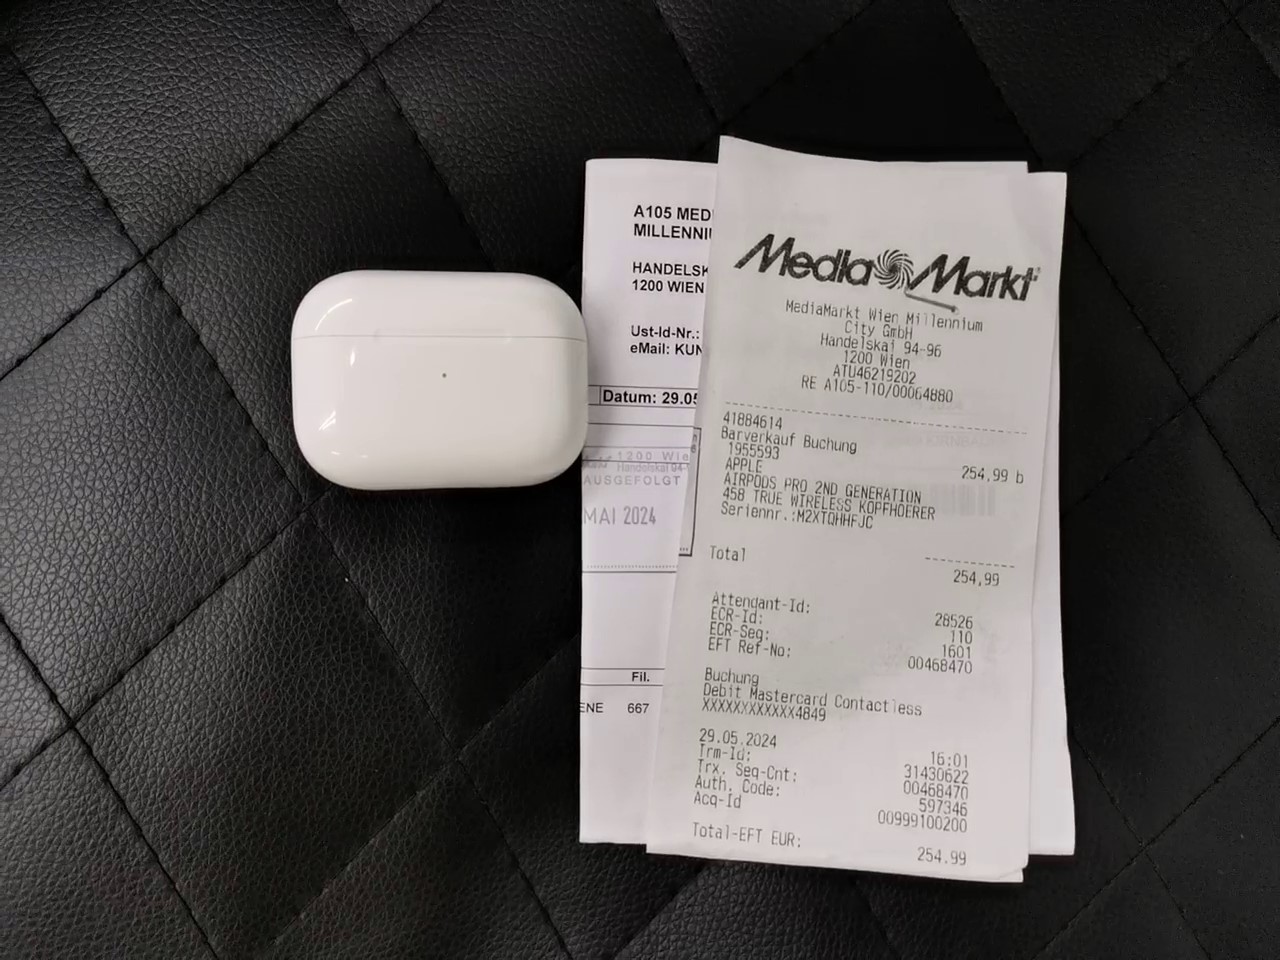 A105 MED
MILLENNIU
HANDELSK
1200 WIEN
Ust-Id-Nr.:
eMail: KUN
Datum: 29.05
1200 Wie
Handelskai 94-
AUSGEFOLGT
MAI 2024
Fil.
ENE 667
Media Markt
MediaMarkt Wien Millennium
City GmbH
Handelskai 94-96
1200 Wien
ATU46219202
RE A105-110/00064880
41884614
Barverkauf Buchung
1955593 254,99 b
APPLE
AIRPODS PRO 2ND GENERATION
458 TRUE WIRELESS KOPFHOERER
Seriennr.:M2XTQHHFJC
Total 254,99
Attendant-Id: 28526
ECR-Id: 110
ECR-Seq: 1601
EFT Ref-No: 00468470
Buchung
Debit Mastercard Contactless
XXXXXXXXXXXX4849
29.05.2024 16:01
Trm-Id: 31430622
Trx. Seq-Cnt: 00468470
Auth. Code: 597346
Acq-Id 00999100200
Total-EFT EUR: 254.99